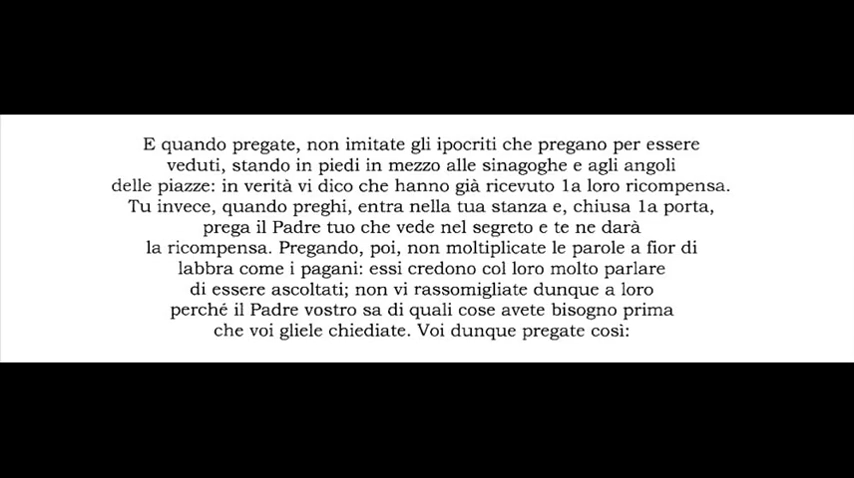 E quando pregate, non imitate gli ipocriti che pregano per essere
veduti, stando in piedi in mezzo alle sinagoghe e agli angoli
delle piazze: in verità vi dico che hanno già ricevuto 1a loro ricompensa.
Tu invece, quando preghi, entra nella tua stanza e, chiusa 1a porta,
prega il Padre tuo che vede nel segreto e te ne darà
la ricompensa. Pregando, poi, non moltiplicate le parole a fior di
labbra come i pagani: essi credono col loro molto parlare
di essere ascoltati; non vi rassomigliate dunque a loro
perché il Padre vostro sa di quali cose avete bisogno prima
che voi gliele chiediate. Voi dunque pregate così: